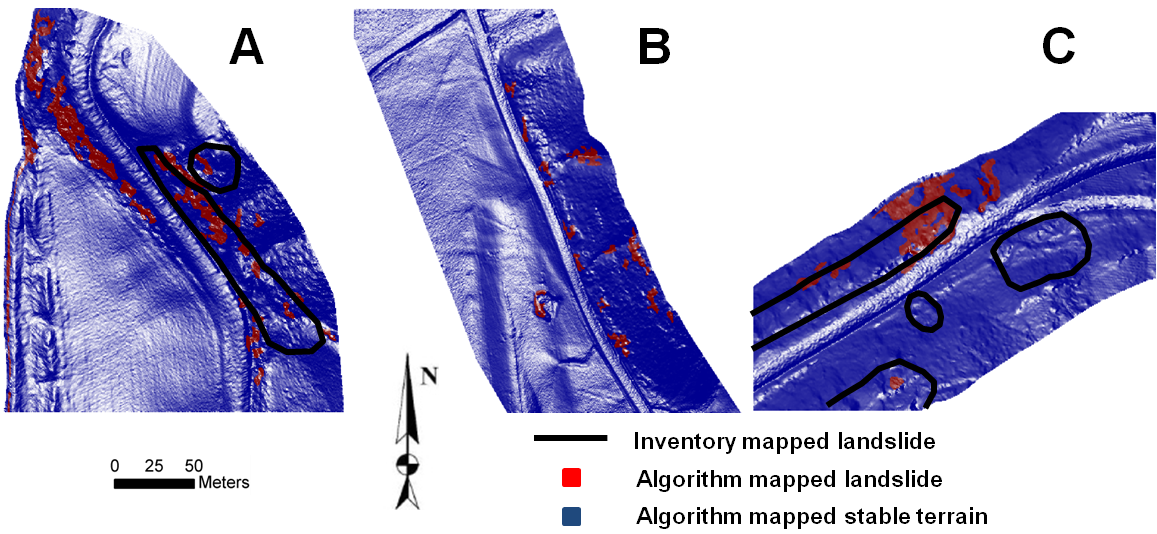 A
B
C
N
0 25 50
Meters
Inventory mapped landslide
Algorithm mapped landslide
Algorithm mapped stable terrain